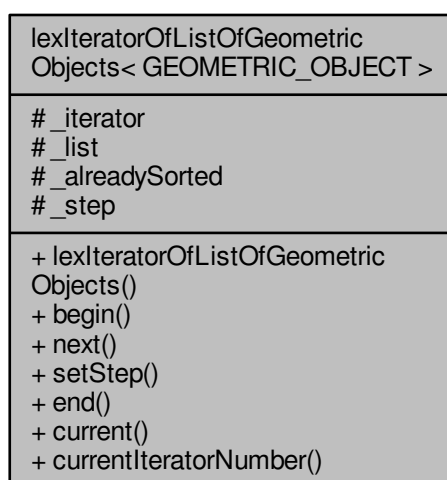 lexIteratorOfListOfGeometric
Objects< GEOMETRIC_OBJECT >
# _iterator
# _list
# _alreadySorted
# _step
+ lexIteratorOfListOfGeometric
Objects()
+ begin()
+ next()
+ setStep()
+ end()
+ current()
+ currentIteratorNumber()